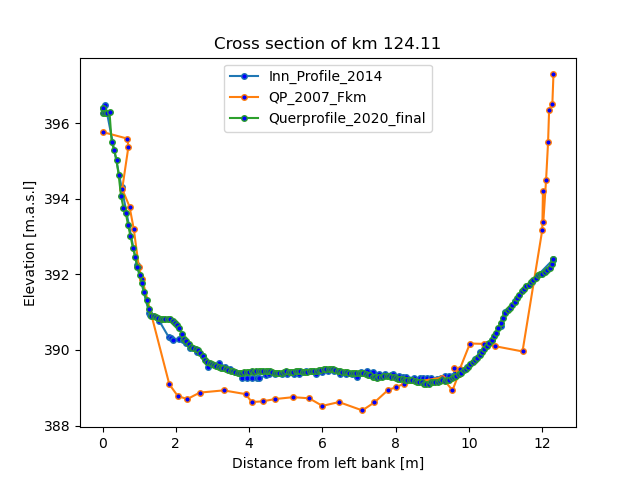 Cross section of km 124.11
Inn_Profile_2014
QP_2007_Fkm
Querprofile_2020_final
396
394
392
390
388
Elevation [m.a.s.l]
0 2 4 6 8 10 12
Distance from left bank [m]